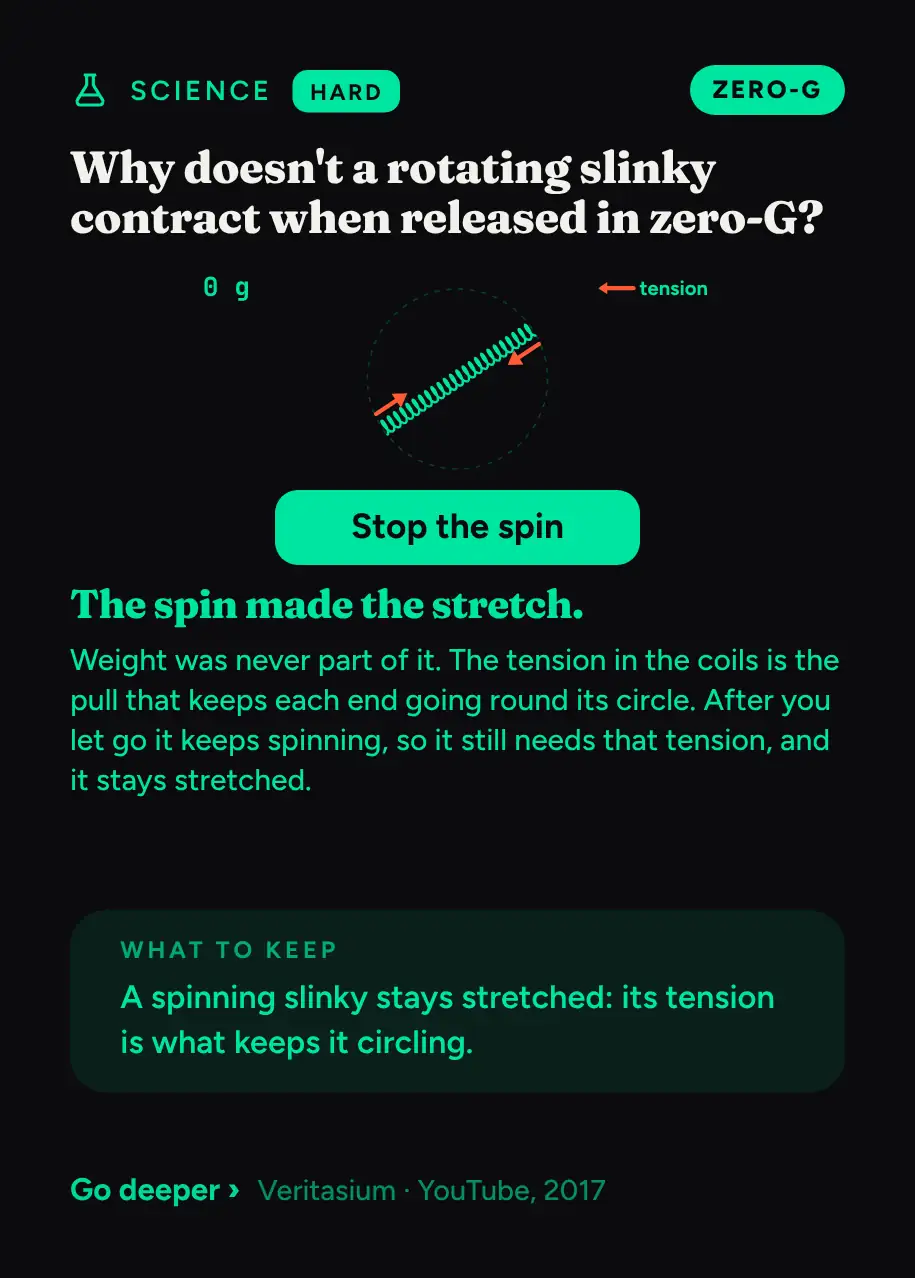 SCIENCE HARD ZERO-G
Why doesn't a rotating slinky
contract when released in zero-G?
0 g
tension
Stop the spin
The spin made the stretch.
Weight was never part of it. The tension in the coils is the
pull that keeps each end going round its circle. After you
let go it keeps spinning, so it still needs that tension, and
it stays stretched.
WHAT TO KEEP
A spinning slinky stays stretched: its tension
is what keeps it circling.
Go deeper › Veritasium · YouTube, 2017